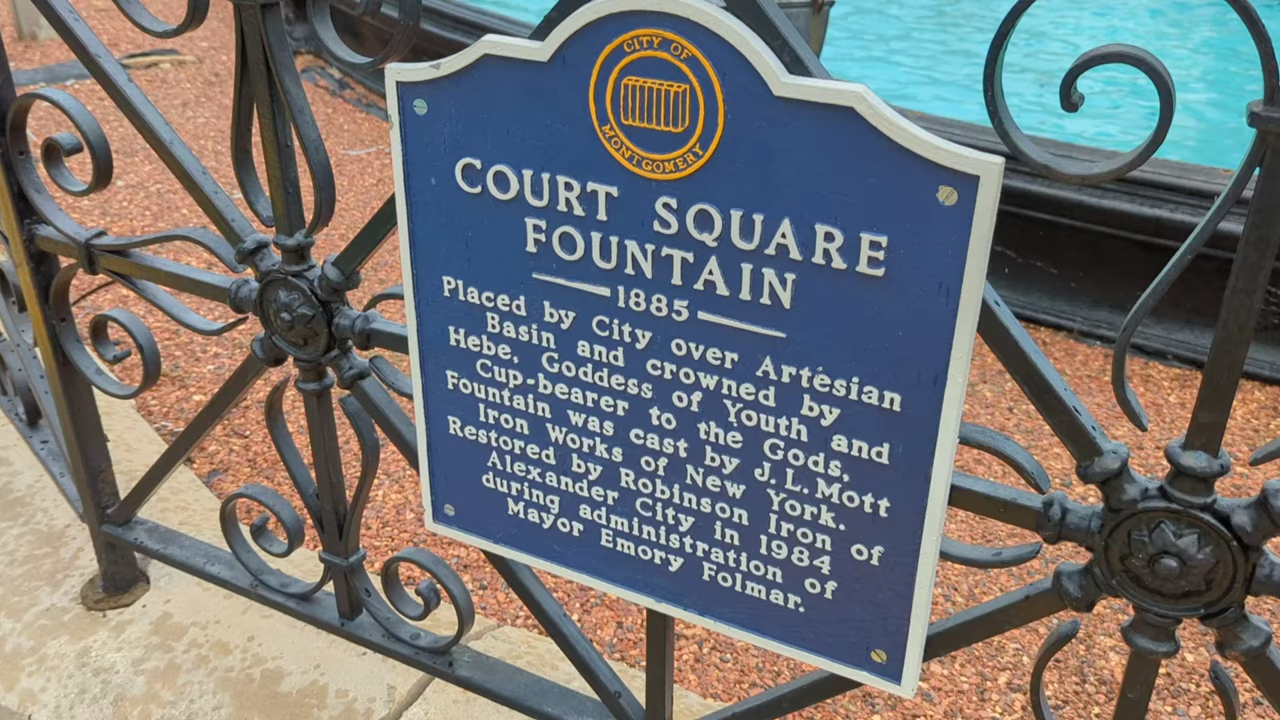 CITY OF
MONTGOMERY
COURT SQUARE
FOUNTAIN
1885
Placed by City over Artesian
Basin and crowned by
Hebe, Goddess of Youth and
Cup-bearer to the Gods,
Fountain was cast by J.L. Mott
Iron Works of New York.
Restored by Robinson Iron of
Alexander City in 1984
during administration of
Mayor Emory Folmar.